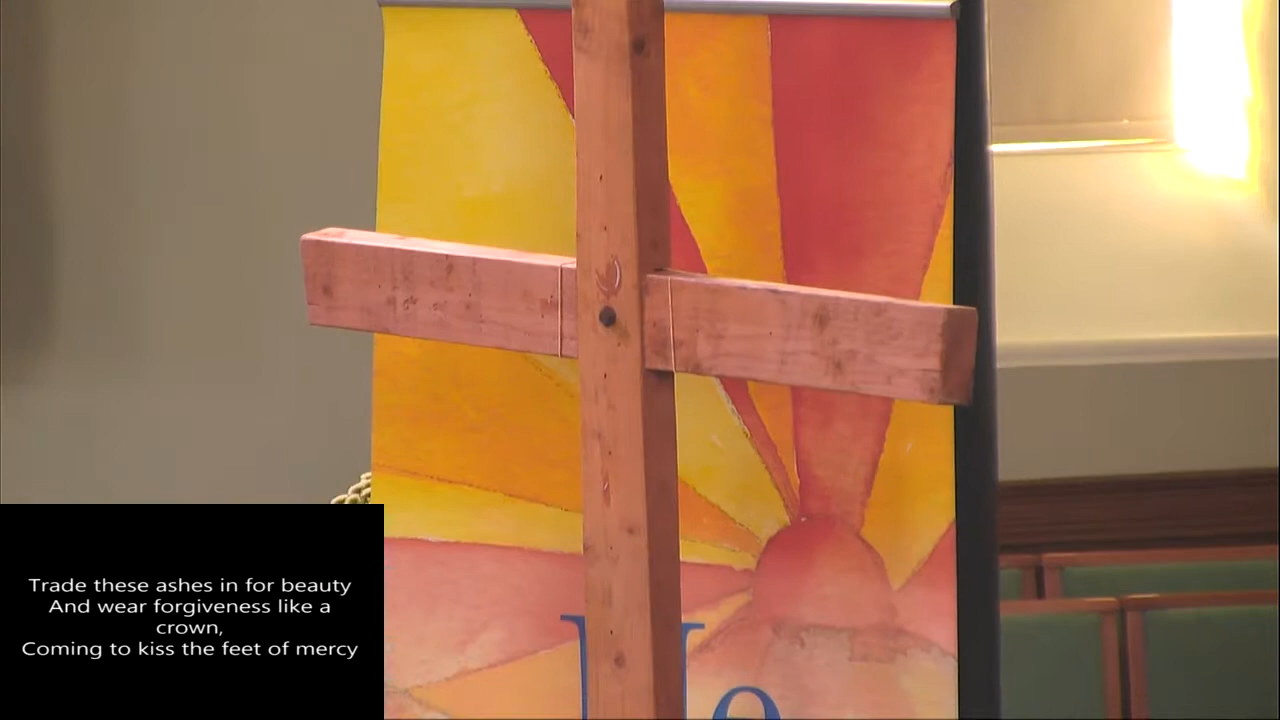 Trade these ashes in for beauty
And wear forgiveness like a
crown,
Coming to kiss the feet of mercy